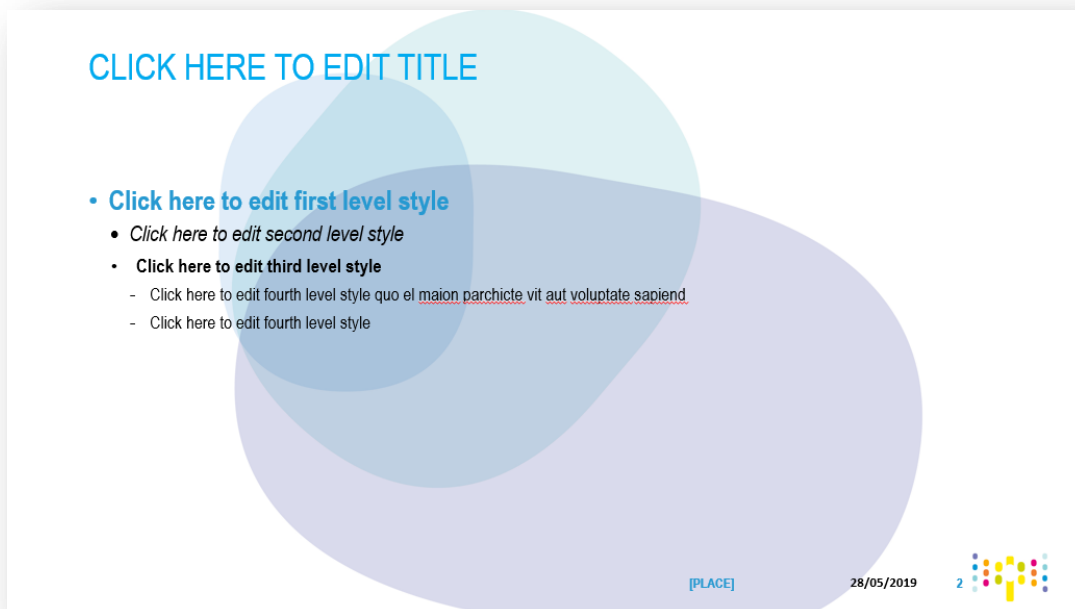 CLICK HERE TO EDIT TITLE
• Click here to edit first level style
• Click here to edit second level style
• Click here to edit third level style
- Click here to edit fourth level style quo el maion parchicte vit aut voluptate sapiend
- Click here to edit fourth level style
[PLACE] 28/05/2019 2